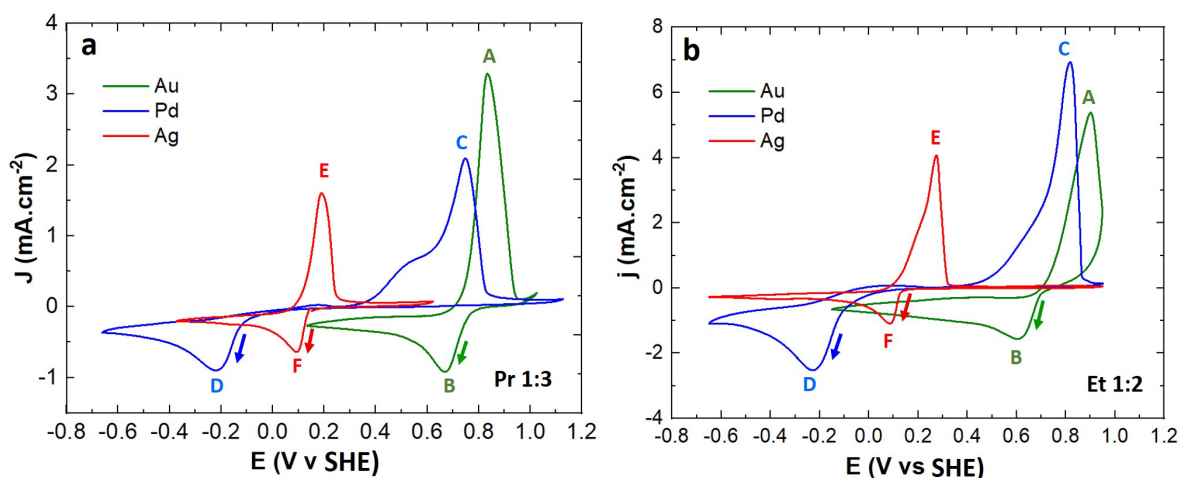 a
Au
Pd
Ag
A
C
E
F
D
B
Pr 1:3
J (mA.cm-2)
4
3
2
1
0
-1
-0.8 -0.6 -0.4 -0.2 0.0 0.2 0.4 0.6 0.8 1.0 1.2
E (V v SHE)
b
Au
Pd
Ag
C
A
E
F
D
B
Et 1:2
j (mA.cm-2)
8
6
4
2
0
-2
-4
-0.8 -0.6 -0.4 -0.2 0.0 0.2 0.4 0.6 0.8 1.0 1.2
E (V vs SHE)